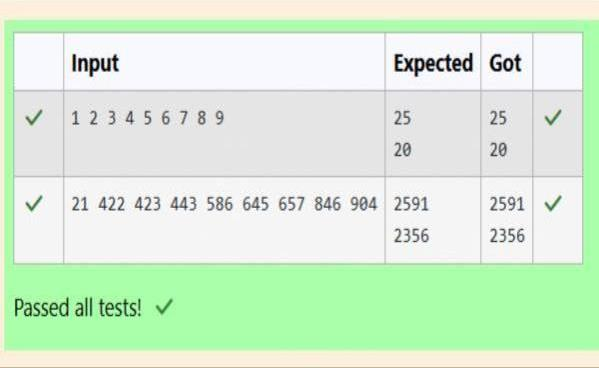 Input Expected Got
1 2 3 4 5 6 7 8 9 25 25
20 20
21 422 423 443 586 645 657 846 904 2591 2591
2356 2356
Passed all tests!